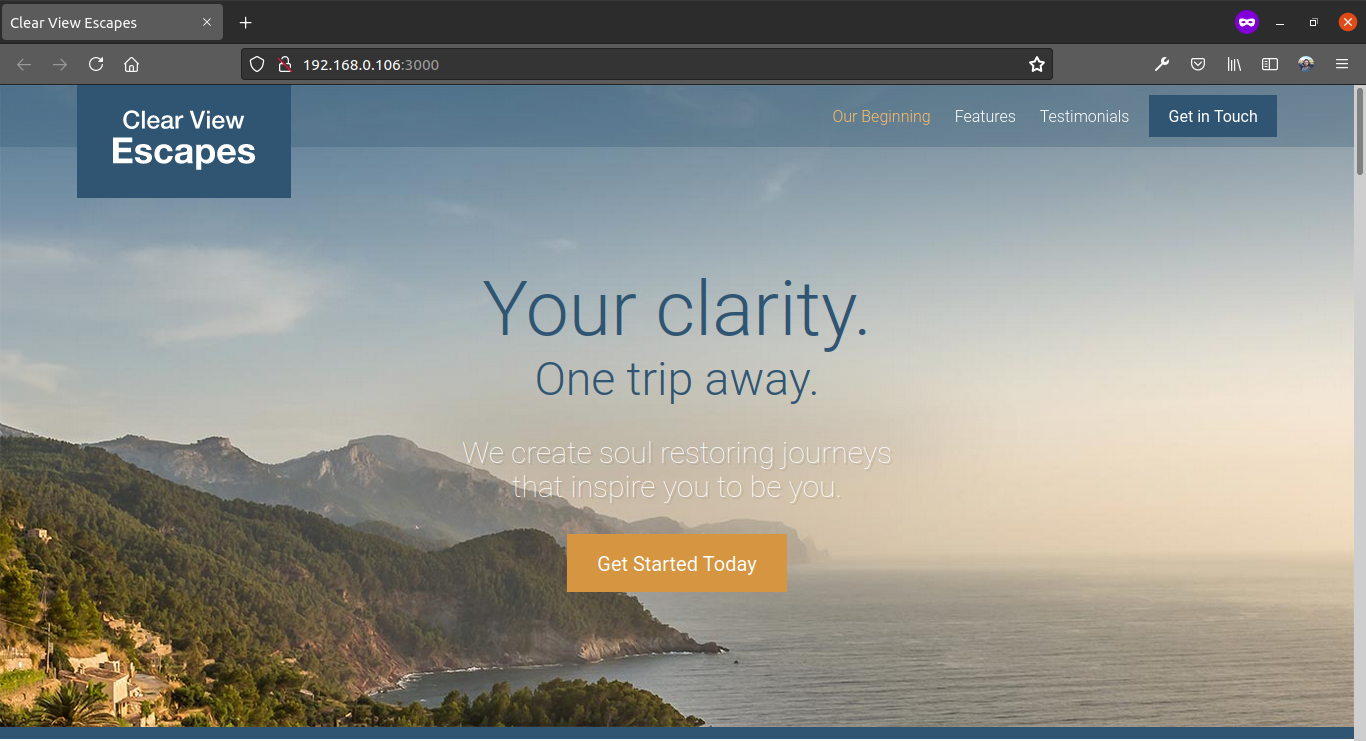 Clear View Escapes
192.168.0.106:3000
Clear View
Escapes
Our Beginning
Features
Testimonials
Get in Touch
Your clarity.
One trip away.
We create soul restoring journeys
that inspire you to be you.
Get Started Today